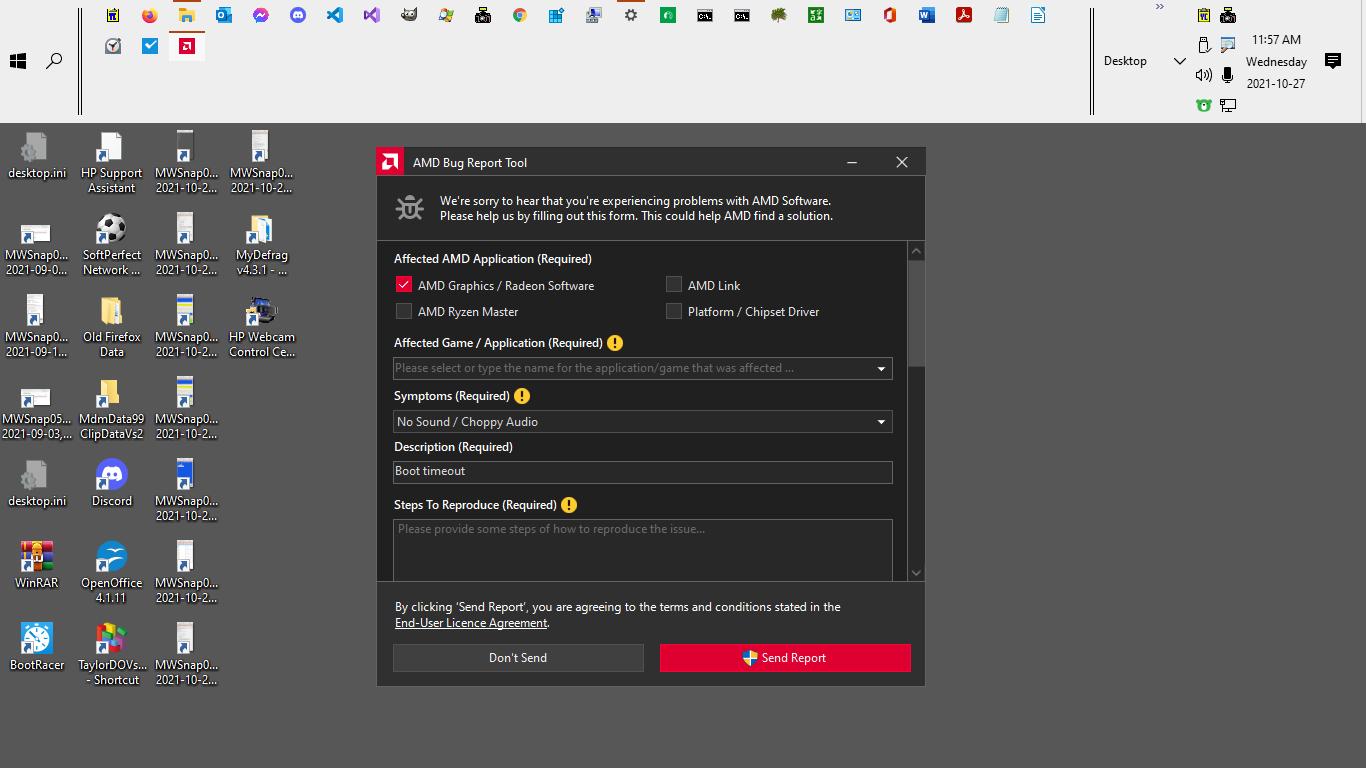 11:57 AM
Desktop
Wednesday
2021-10-27
desktop.ini
HP Support
Assistant
MWSnap0...
2021-10-2...
MWSnap0...
2021-10-2...
MWSnap0...
2021-09-0...
SoftPerfect
Network ...
MWSnap0...
2021-10-2...
MyDefrag
v4.3.1 - ...
MWSnap0...
2021-09-1...
Old Firefox
Data
MWSnap0...
2021-10-2...
HP Webcam
Control Ce...
MWSnap05...
2021-09-03,...
MdmData99
ClipDataVs2
MWSnap0...
2021-10-2...
desktop.ini
Discord
MWSnap0...
2021-10-2...
WinRAR
OpenOffice
4.1.11
MWSnap0...
2021-10-2...
BootRacer
TaylorDOVs...
- Shortcut
MWSnap0...
2021-10-2...
AMD Bug Report Tool
We're sorry to hear that you're experiencing problems with AMD Software.
Please help us by filling out this form. This could help AMD find a solution.
Affected AMD Application (Required)
AMD Graphics / Radeon Software
AMD Link
AMD Ryzen Master
Platform / Chipset Driver
Affected Game / Application (Required)
Please select or type the name for the application/game that was affected ...
Symptoms (Required)
No Sound / Choppy Audio
Description (Required)
Boot timeout
Steps To Reproduce (Required)
Please provide some steps of how to reproduce the issue...
By clicking 'Send Report', you are agreeing to the terms and conditions stated in the
End-User Licence Agreement.
Don't Send
Send Report